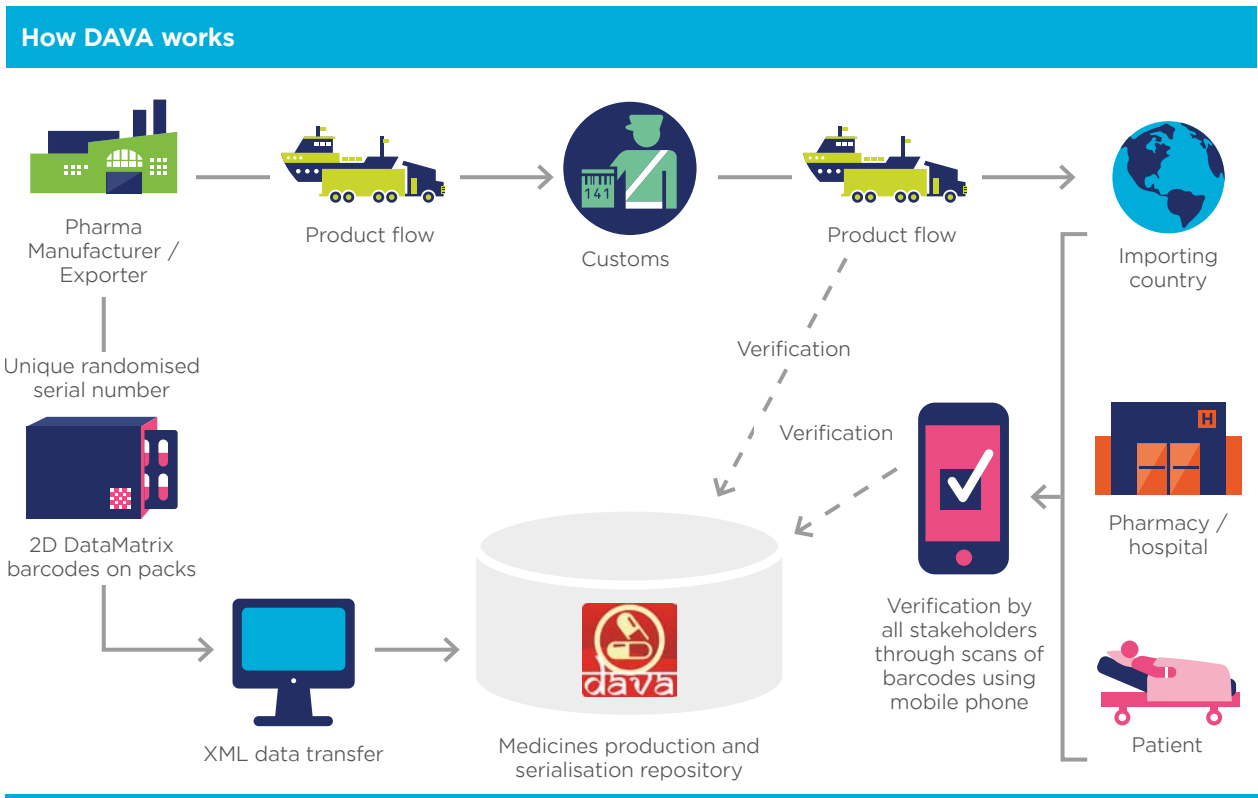 How DAVA works
Pharma
Manufacturer /
Exporter
Product flow
141
Customs
Product flow
Importing
country
Unique randomised
serial number
2D DataMatrix
barcodes on packs
XML data transfer
dava
Medicines production and
serialisation repository
Verification
Verification
Verification by
all stakeholders
through scans of
barcodes using
mobile phone
H
Pharmacy /
hospital
Patient